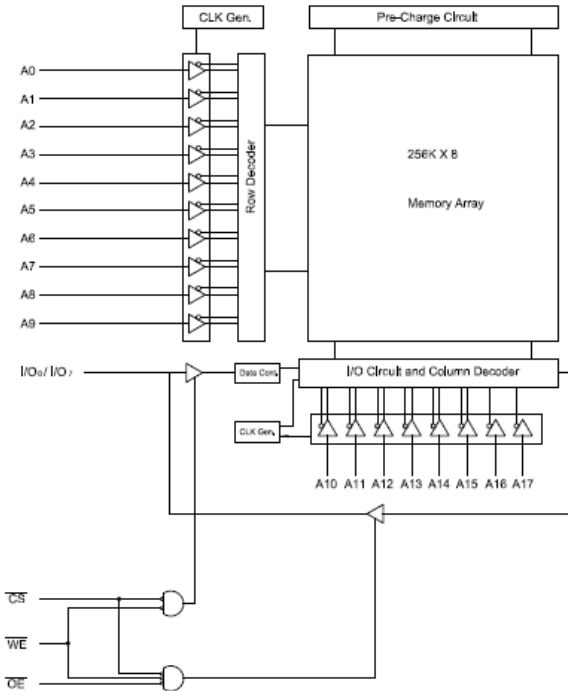 CLK Gen.
Pre-Charge Circuit
A0
A1
A2
A3
A4
A5
A6
A7
A8
A9
Row Decoder
256K X 8
Memory Array
I/O₀/ I/O₇
Data Cont.
I/O Circuit and Column Decoder
CLK Gen.
A10 A11 A12 A13 A14 A15 A16 A17
CS
WE
OE